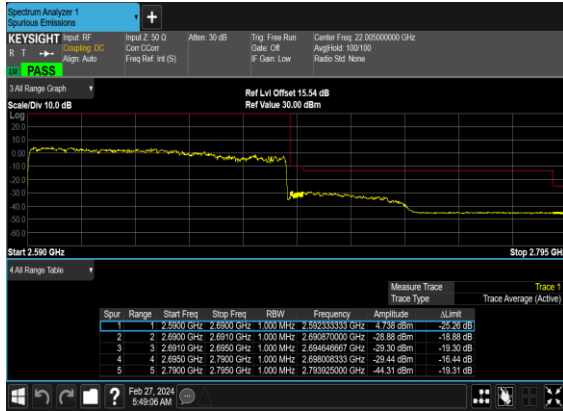 Spectrum Analyzer 1
Spurious Emissions
+
KEYSIGHT Input: RF Input Z: 50 Ω Atten: 30 dB Trig: Free Run Center Freq: 22.005000000 GHz
R T Coupling: DC Corr CCorr Gate: Off Avg|Hold: 100/100
Align: Auto Freq Ref: Int (S) IF Gain: Low Radio Std: None
PASS
3 All Range Graph Ref Lvl Offset 15.54 dB
Scale/Div 10.0 dB Ref Value 30.00 dBm
Log
20.0
10.0
0.00
-10.0
-20.0
-30.0
-40.0
-50.0
-60.0
Start 2.590 GHz Stop 2.795 GH
4 All Range Table
Measure Trace Trace 1
Trace Type Trace Average (Active)
Spur Range Start Freq Stop Freq RBW Frequency Amplitude ΔLimit
1 1 2.5900 GHz 2.6900 GHz 1.000 MHz 2.592333333 GHz 4.738 dBm -25.26 dB
2 2 2.6900 GHz 2.6910 GHz 1.000 MHz 2.690870000 GHz -28.88 dBm -18.88 dB
3 3 2.6910 GHz 2.6950 GHz 1.000 MHz 2.694646667 GHz -29.30 dBm -19.30 dB
4 4 2.6950 GHz 2.7900 GHz 1.000 MHz 2.698008333 GHz -29.44 dBm -16.44 dB
5 5 2.7900 GHz 2.7950 GHz 1.000 MHz 2.793925000 GHz -44.31 dBm -19.31 dB
? Feb 27, 2024
5:49:06 AM